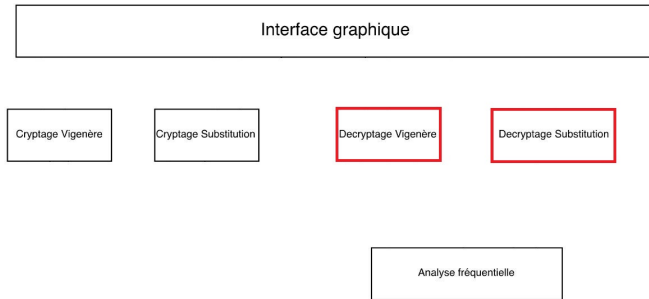 Interface graphique
Cryptage Vigenère
Cryptage Substitution
Decryptage Vigenère
Decryptage Substitution
Analyse fréquentielle